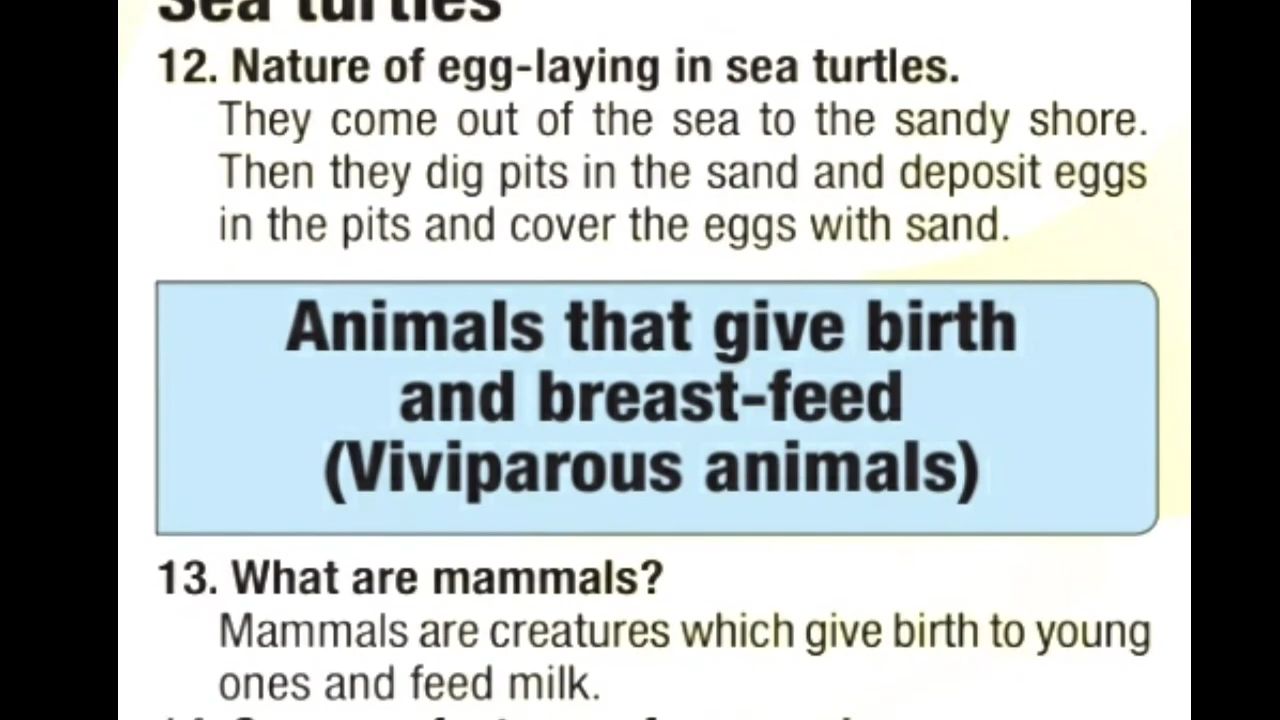 Sea turtles
12. Nature of egg-laying in sea turtles.
They come out of the sea to the sandy shore.
Then they dig pits in the sand and deposit eggs
in the pits and cover the eggs with sand.
Animals that give birth
and breast-feed
(Viviparous animals)
13. What are mammals?
Mammals are creatures which give birth to young
ones and feed milk.